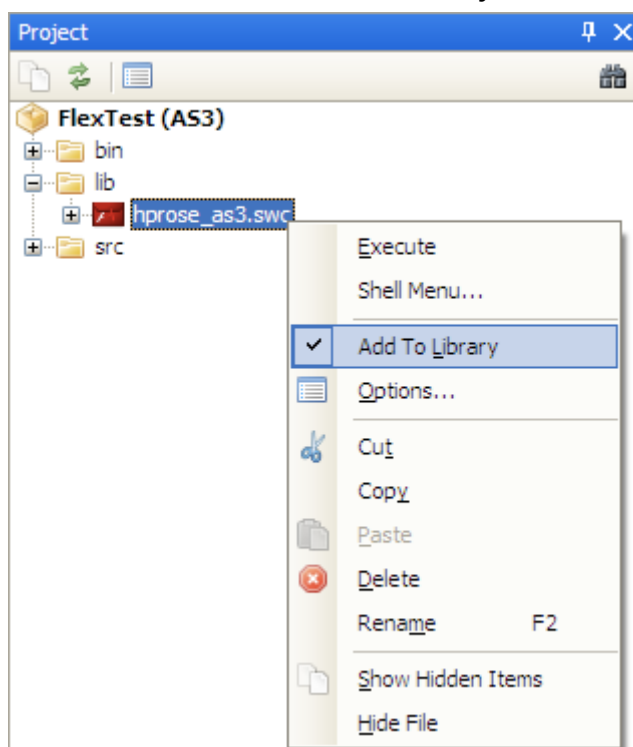 Project
FlexTest (AS3)
bin
lib
hprose_as3.swc
src
Execute
Shell Menu...
Add To Library
Options...
Cut
Copy
Paste
Delete
Rename F2
Show Hidden Items
Hide File